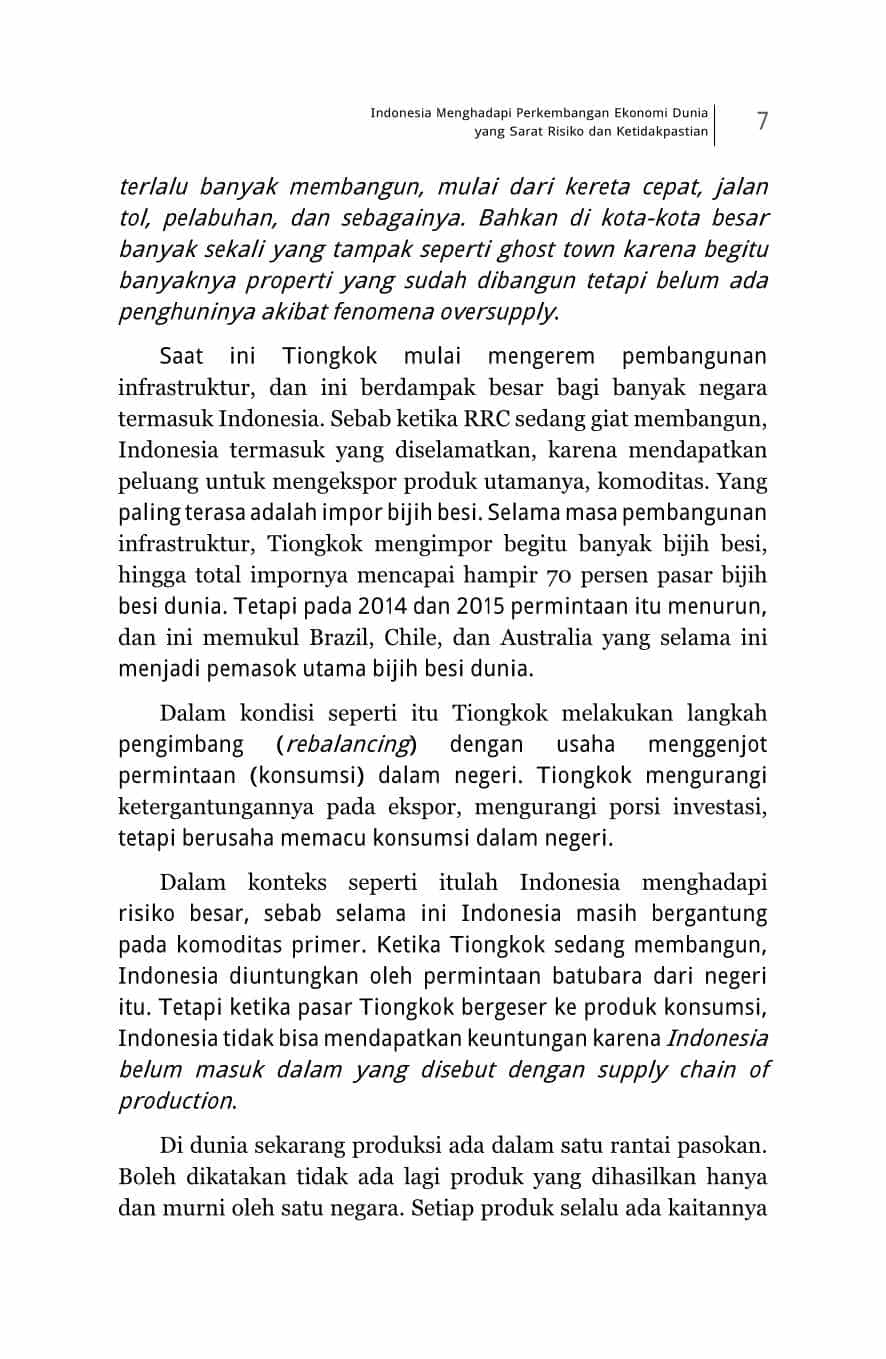 Indonesia Menghadapi Perkembangan Ekonomi Dunia
yang Sarat Risiko dan Ketidakpastian
7
terlalu banyak membangun, mulai dari kereta cepat, jalan
tol, pelabuhan, dan sebagainya. Bahkan di kota-kota besar
banyak sekali yang tampak seperti ghost town karena begitu
banyaknya properti yang sudah dibangun tetapi belum ada
penghuninya akibat fenomena oversupply.
Saat ini Tiongkok mulai mengerem pembangunan
infrastruktur, dan ini berdampak besar bagi banyak negara
termasuk Indonesia. Sebab ketika RRC sedang giat membangun,
Indonesia termasuk yang diselamatkan, karena mendapatkan
peluang untuk mengekspor produk utamanya, komoditas. Yang
paling terasa adalah impor bijih besi. Selama masa pembangunan
infrastruktur, Tiongkok mengimpor begitu banyak bijih besi,
hingga total impornya mencapai hampir 70 persen pasar bijih
besi dunia. Tetapi pada 2014 dan 2015 permintaan itu menurun,
dan ini memukul Brazil, Chile, dan Australia yang selama ini
menjadi pemasok utama bijih besi dunia.
Dalam kondisi seperti itu Tiongkok melakukan langkah
pengimbang (rebalancing) dengan usaha menggenjot
permintaan (konsumsi) dalam negeri. Tiongkok mengurangi
ketergantungannya pada ekspor, mengurangi porsi investasi,
tetapi berusaha memacu konsumsi dalam negeri.
Dalam konteks seperti itulah Indonesia menghadapi
risiko besar, sebab selama ini Indonesia masih bergantung
pada komoditas primer. Ketika Tiongkok sedang membangun,
Indonesia diuntungkan oleh permintaan batubara dari negeri
itu. Tetapi ketika pasar Tiongkok bergeser ke produk konsumsi,
Indonesia tidak bisa mendapatkan keuntungan karena Indonesia
belum masuk dalam yang disebut dengan supply chain of
production.
Di dunia sekarang produksi ada dalam satu rantai pasokan.
Boleh dikatakan tidak ada lagi produk yang dihasilkan hanya
dan murni oleh satu negara. Setiap produk selalu ada kaitannya